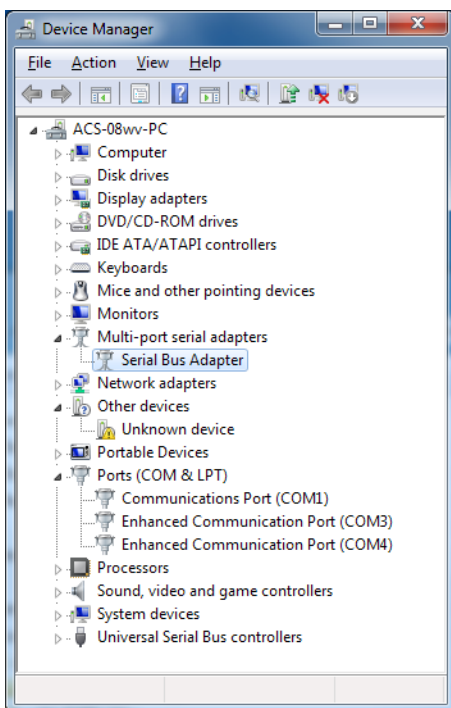 Device Manager
File Action View Help
ACS-08wv-PC
Computer
Disk drives
Display adapters
DVD/CD-ROM drives
IDE ATA/ATAPI controllers
Keyboards
Mice and other pointing devices
Monitors
Multi-port serial adapters
Serial Bus Adapter
Network adapters
Other devices
Unknown device
Portable Devices
Ports (COM & LPT)
Communications Port (COM1)
Enhanced Communication Port (COM3)
Enhanced Communication Port (COM4)
Processors
Sound, video and game controllers
System devices
Universal Serial Bus controllers